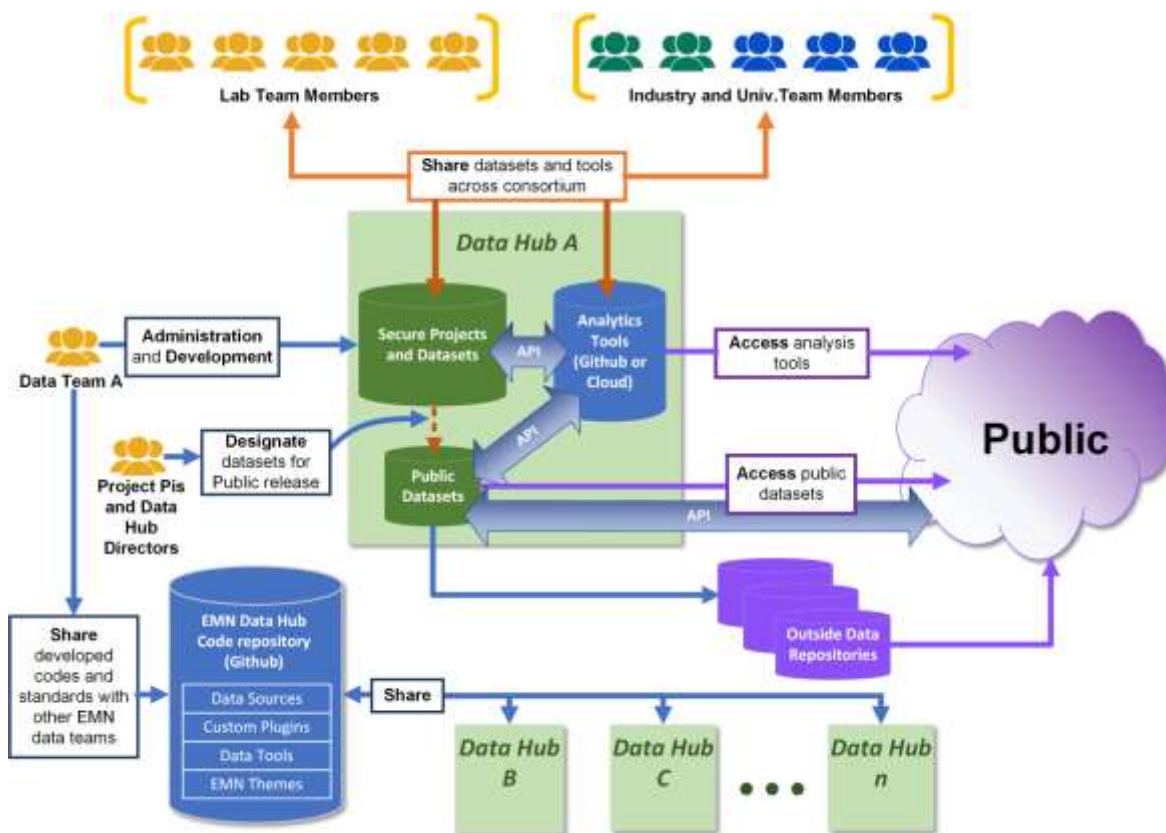 Lab Team Members
Industry and Univ.Team Members
Share datasets and tools
across consortium
Data Hub A
Secure Projects
and Datasets
API
Analytics
Tools
(Github or
Cloud)
Administration
and Development
Data Team A
Access analysis
tools
Public
API
Designate
datasets for
Public release
Project Pis
and Data
Hub
Directors
Public
Datasets
Access public
datasets
API
Outside Data
Repositories
EMN Data Hub
Code repository
(Github)
Data Sources
Custom Plugins
Data Tools
EMN Themes
Share
developed
codes and
standards with
other EMN
data teams
Share
Data Hub
B
Data Hub
C
Data Hub
n